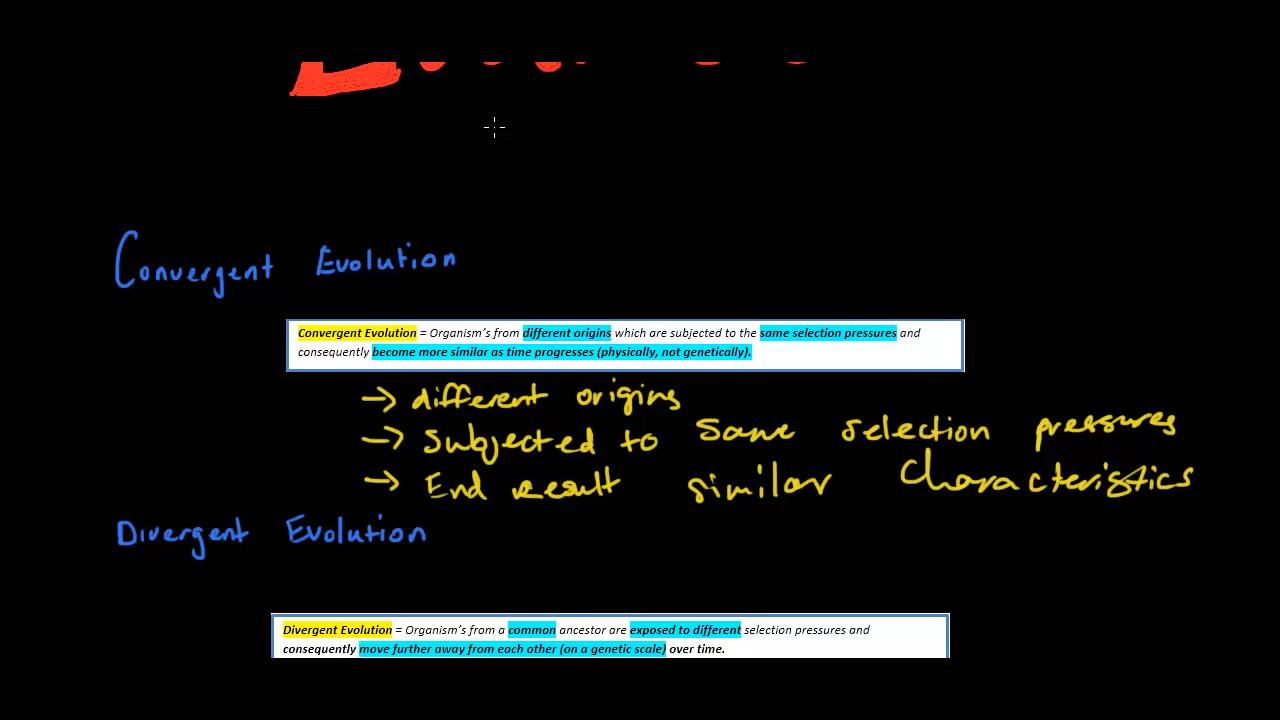 Convergent Evolution
Convergent Evolution = Organism's from different origins which are subjected to the same selection pressures and
consequently become more similar as time progresses (physically, not genetically).
→ different origins
→ subjected to same selection pressures
→ End result similar characteristics
Divergent Evolution
Divergent Evolution = Organism's from a common ancestor are exposed to different selection pressures and
consequently move further away from each other (on a genetic scale) over time.